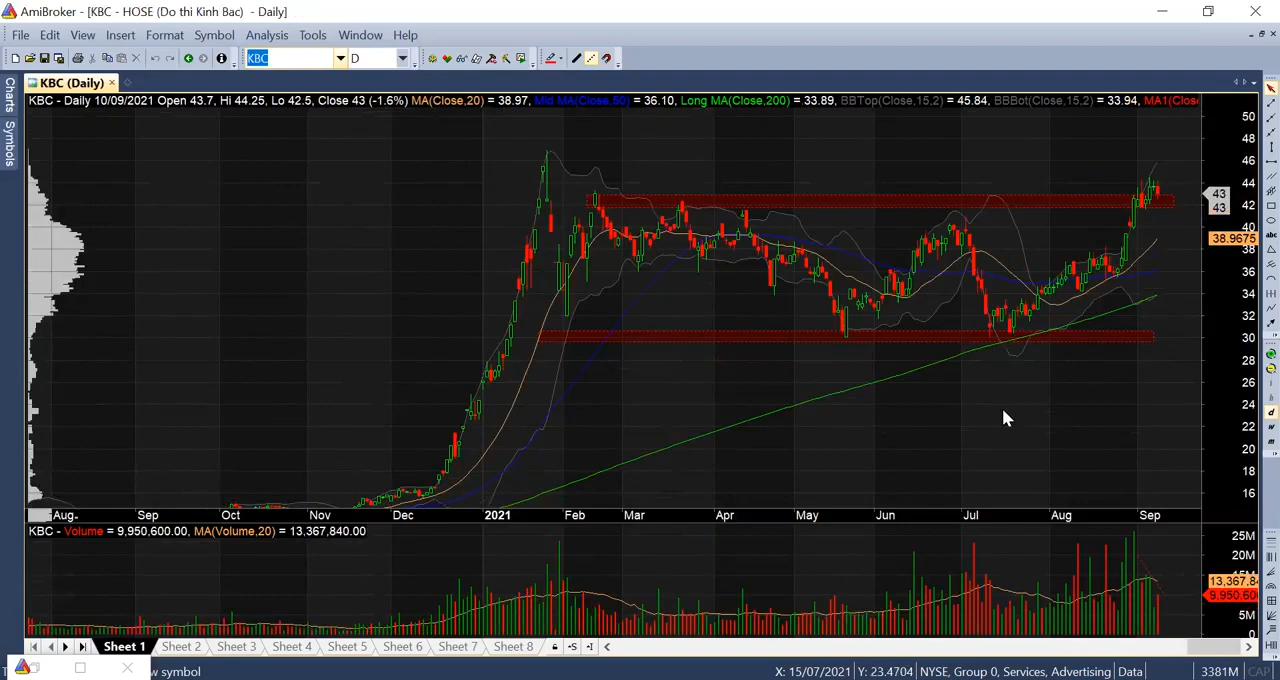 AmiBroker - [KBC - HOSE (Do thi Kinh Bac) - Daily]
File Edit View Insert Format Symbol Analysis Tools Window Help
KBC D
KBC (Daily)
Charts
Symbols
KBC - Daily 10/09/2021 Open 43.7, Hi 44.25, Lo 42.5, Close 43 (-1.6%) MA(Close,20) = 38.97, Mid MA(Close,50) = 36.10, Long MA(Close,200) = 33.89, BBTop(Close,15,2) = 45.84, BBBot(Close,15,2) = 33.94, MA1(Clos
50
48
46
44
43
42
43
40
38.9675
38
36
34
32
30
28
26
24
22
20
18
16
Aug- Sep Oct Nov Dec 2021 Feb Mar Apr May Jun Jul Aug Sep
KBC - Volume = 9,950,600.00, MA(Volume,20) = 13,367,840.00
25M
20M
13,367,84
9,950,600
5M
0
Sheet 1 Sheet 2 Sheet 3 Sheet 4 Sheet 5 Sheet 6 Sheet 7 Sheet 8
w symbol X: 15/07/2021 Y: 23.4704 NYSE, Group 0, Services, Advertising Data 3381M CAP